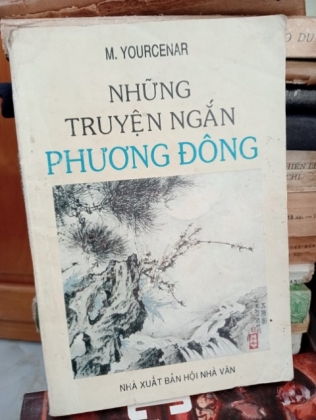 M. YOURCENAR
NHỮNG
TRUYỆN NGẮN
PHƯƠNG ĐÔNG
NHÀ XUẤT BẢN HỘI NHÀ VĂN